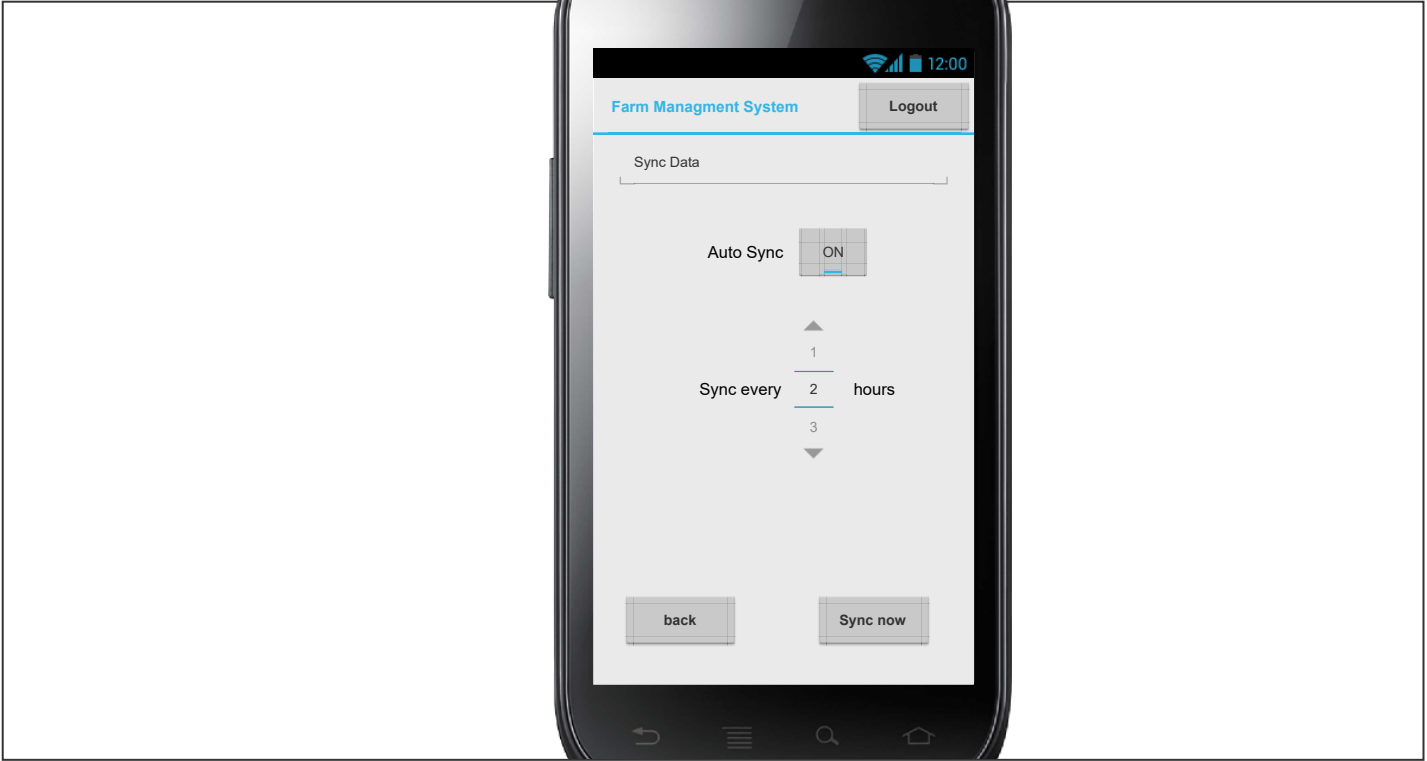 12:00
Farm Managment System
Logout
Sync Data
Auto Sync
ON
1
Sync every 2 hours
3
back
Sync now